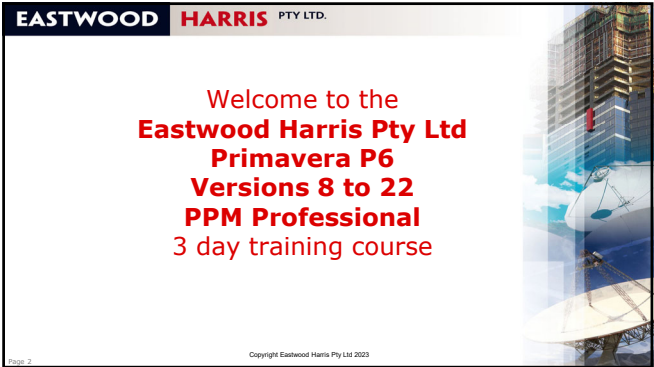 EASTWOOD HARRIS PTY LTD.
Welcome to the
Eastwood Harris Pty Ltd
Primavera P6
Versions 8 to 22
PPM Professional
3 day training course
Page 2
Copyright Eastwood Harris Pty Ltd 2023